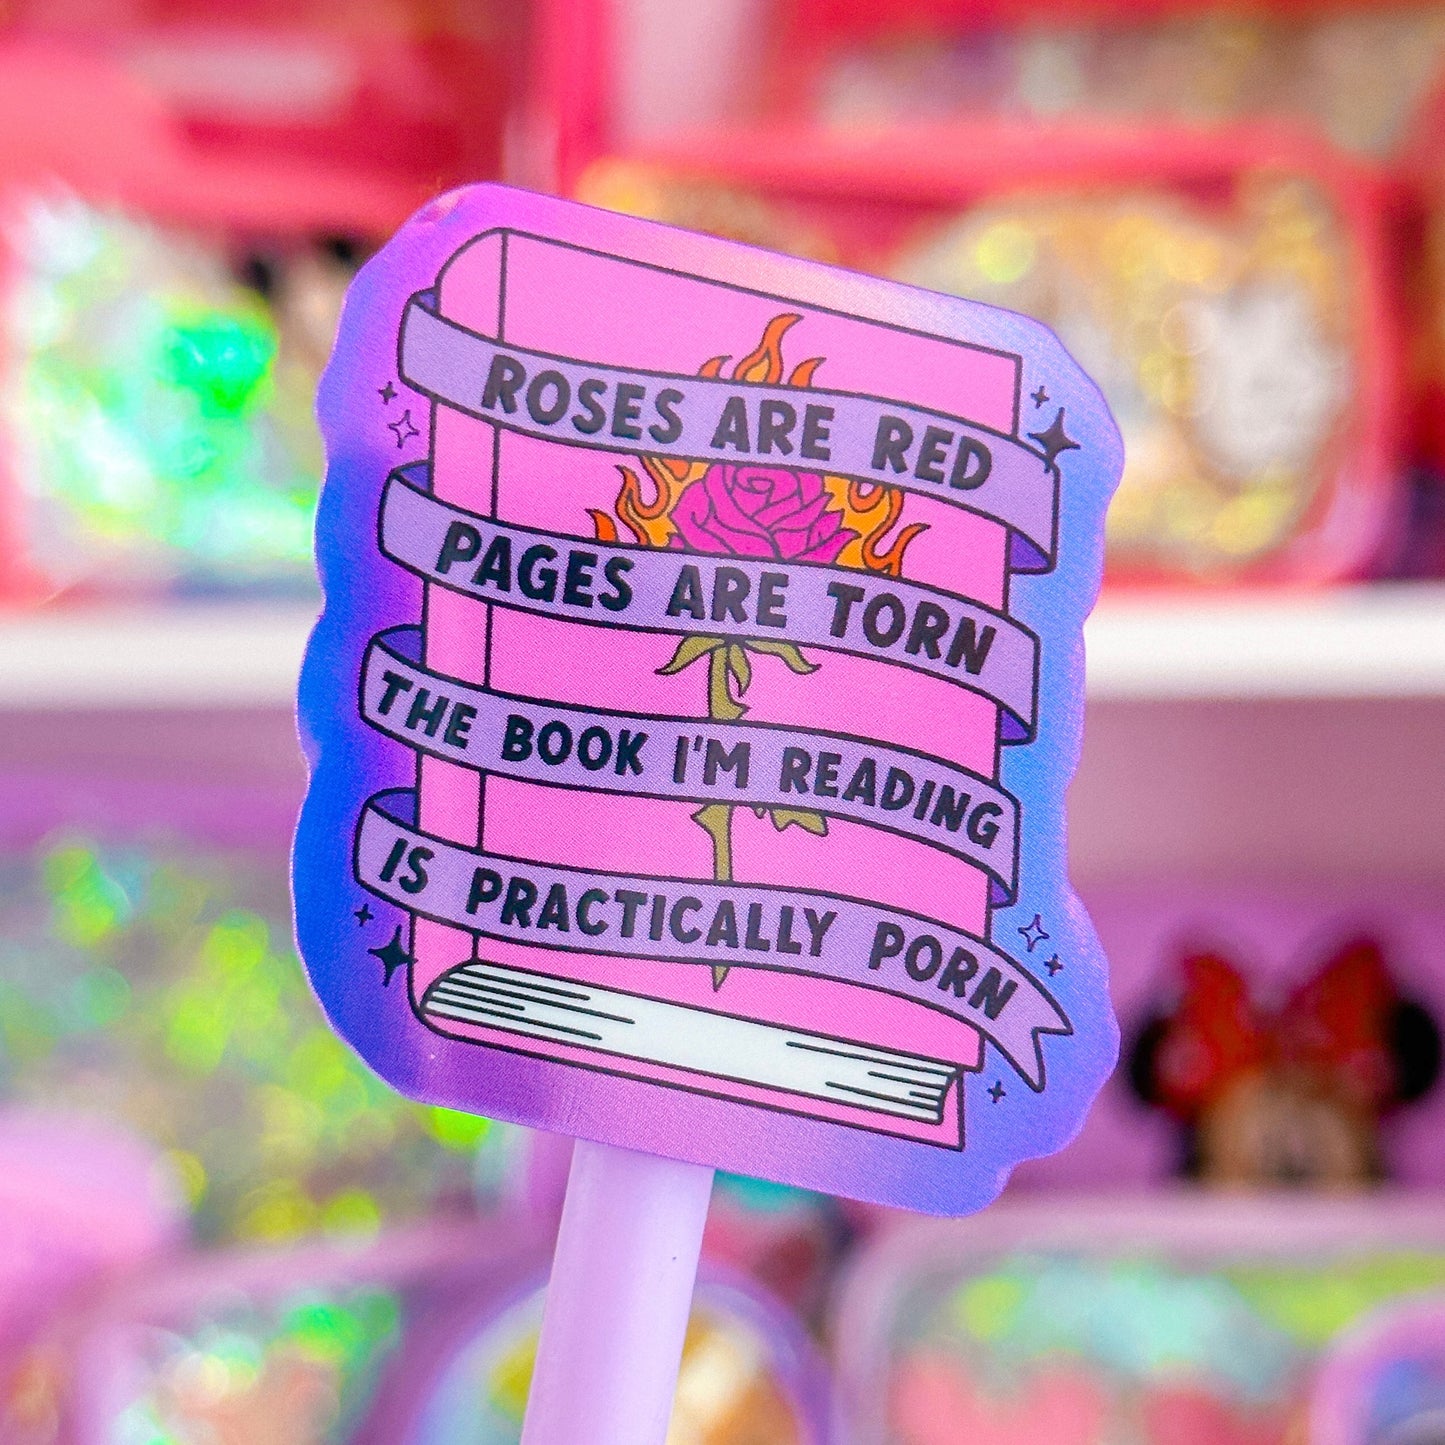 ROSES ARE RED
PAGES ARE TORN
THE BOOK I'M READING
IS PRACTICALLY PORN